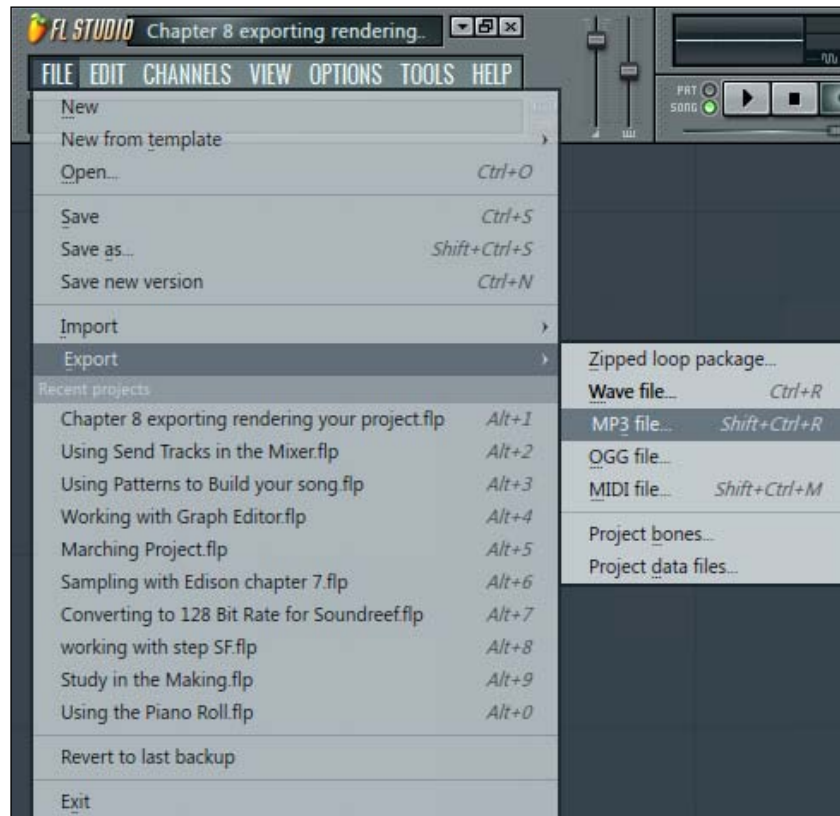 FL STUDIO Chapter 8 exporting rendering..
FILE EDIT CHANNELS VIEW OPTIONS TOOLS HELP
PAT
SONG
New
New from template
Open... Ctrl+O
Save Ctrl+S
Save as... Shift+Ctrl+S
Save new version Ctrl+N
Import
Export
Recent projects
Chapter 8 exporting rendering your project.flp Alt+1
Using Send Tracks in the Mixer.flp Alt+2
Using Patterns to Build your song.flp Alt+3
Working with Graph Editor.flp Alt+4
Marching Project.flp Alt+5
Sampling with Edison chapter 7.flp Alt+6
Converting to 128 Bit Rate for Soundreef.flp Alt+7
working with step SF.flp Alt+8
Study in the Making.flp Alt+9
Using the Piano Roll.flp Alt+0
Revert to last backup
Exit
Zipped loop package...
Wave file... Ctrl+R
MP3 file... Shift+Ctrl+R
OGG file...
MIDI file... Shift+Ctrl+M
Project bones...
Project data files...